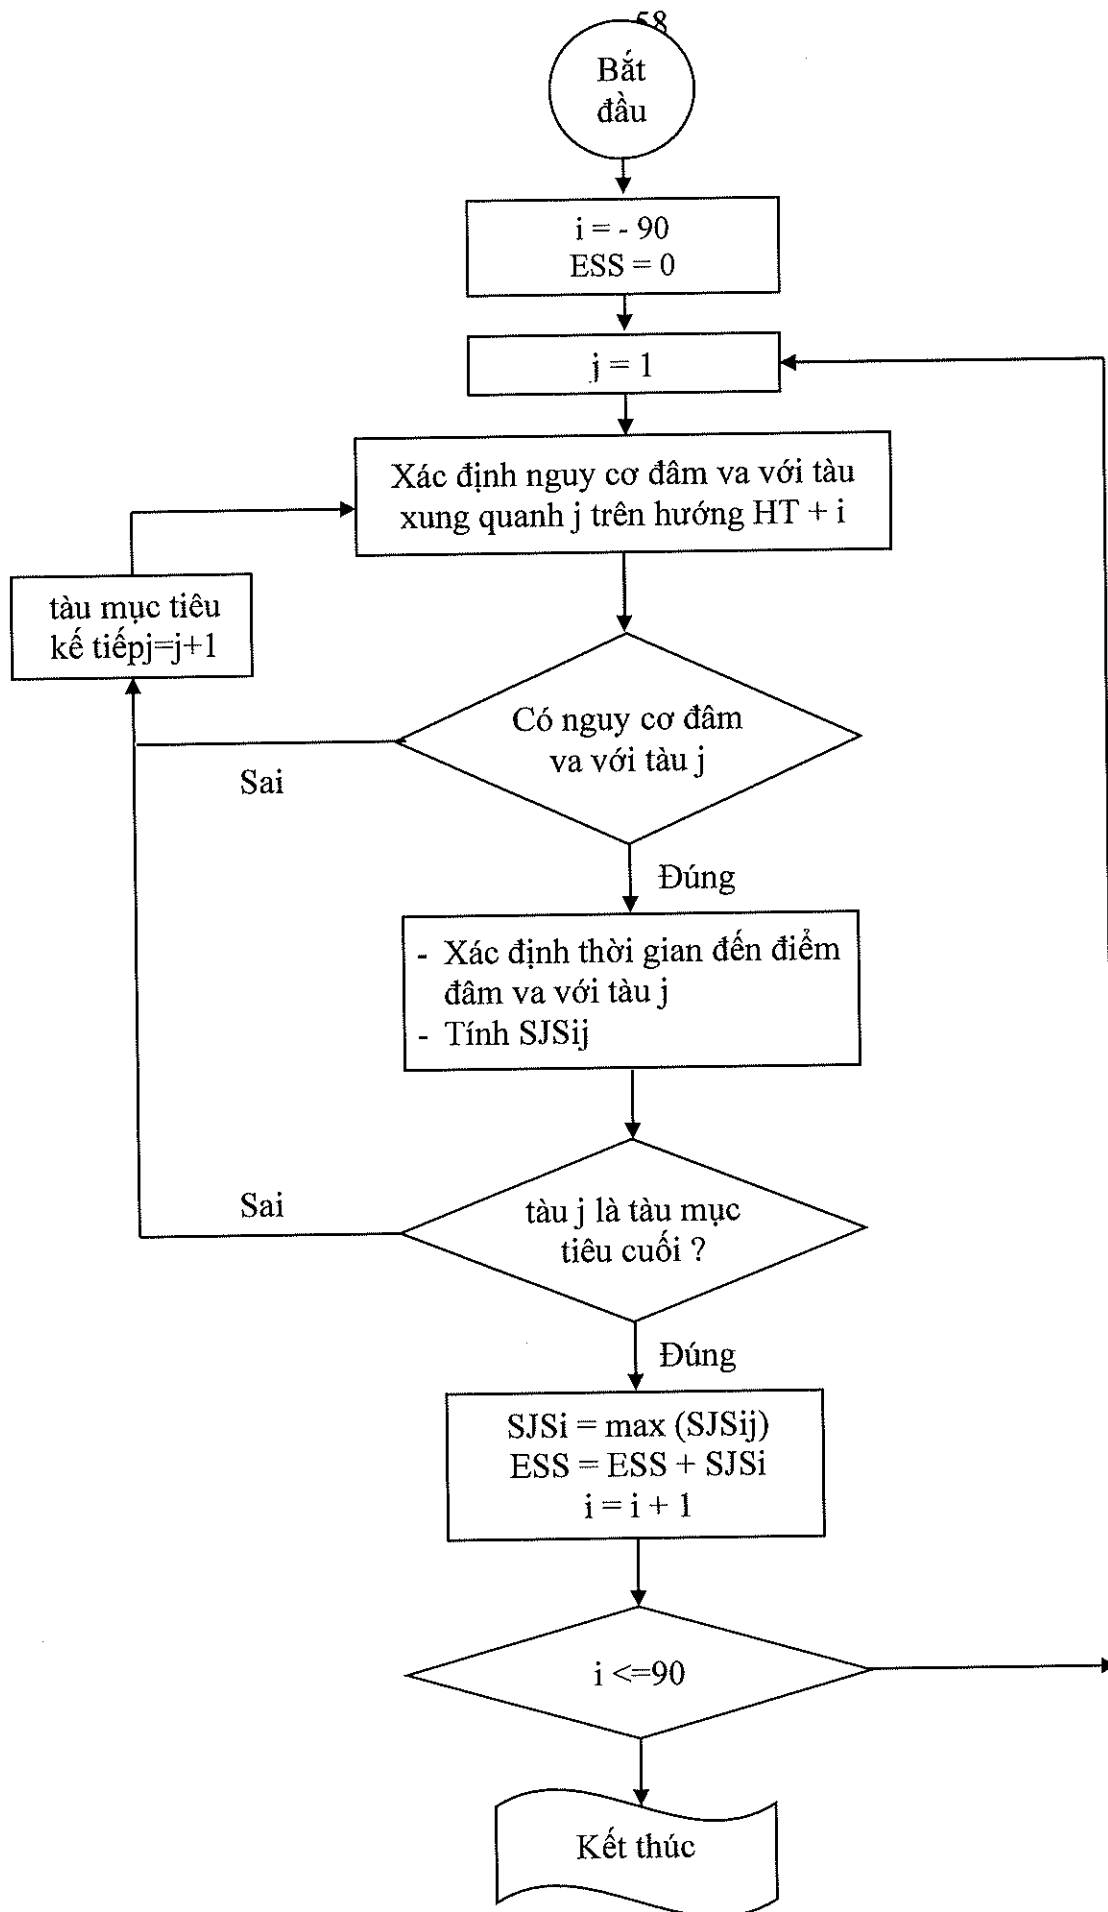 58
Bắt
đầu
i = - 90
ESS = 0
j = 1
Xác định nguy cơ đâm va với tàu
xung quanh j trên hướng HT + i
tàu mục tiêu
kế tiếpj=j+1
Có nguy cơ đâm
va với tàu j
Sai
Đúng
- Xác định thời gian đến điểm
đâm va với tàu j
- Tính SJSij
Sai
tàu j là tàu mục
tiêu cuối ?
Đúng
SJSi = max (SJSij)
ESS = ESS + SJSi
i = i + 1
i <=90
Kết thúc